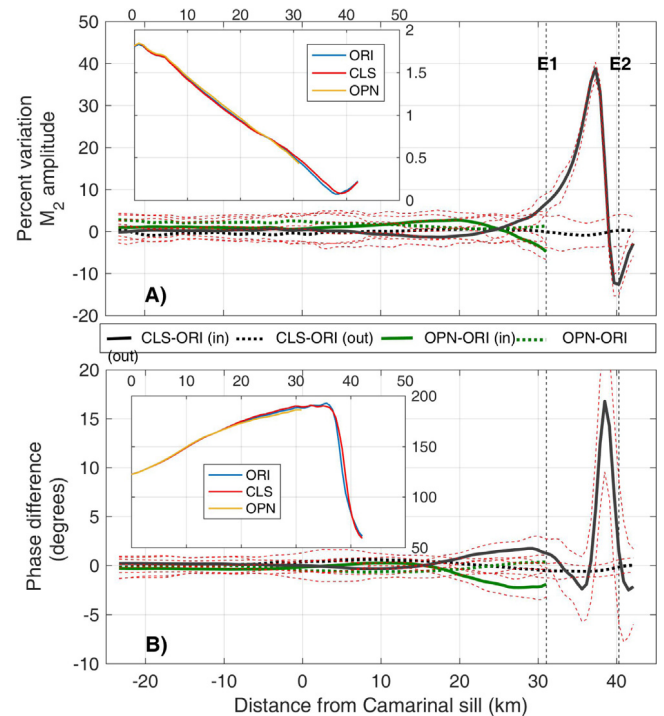 0 10 20 30 40 50
50
40
30
20
10
0
-10
-20
Percent variation
M2 amplitude
2
1.5
1
0.5
0
ORI
CLS
OPN
E1 E2
A)
CLS-ORI (in) CLS-ORI (out) OPN-ORI (in) OPN-ORI
(out)
0 10 20 30 40 50
20
15
10
5
0
-5
-10
Phase difference
(degrees)
200
150
100
50
ORI
CLS
OPN
B)
-20 -10 0 10 20 30 40
Distance from Camarinal sill (km)